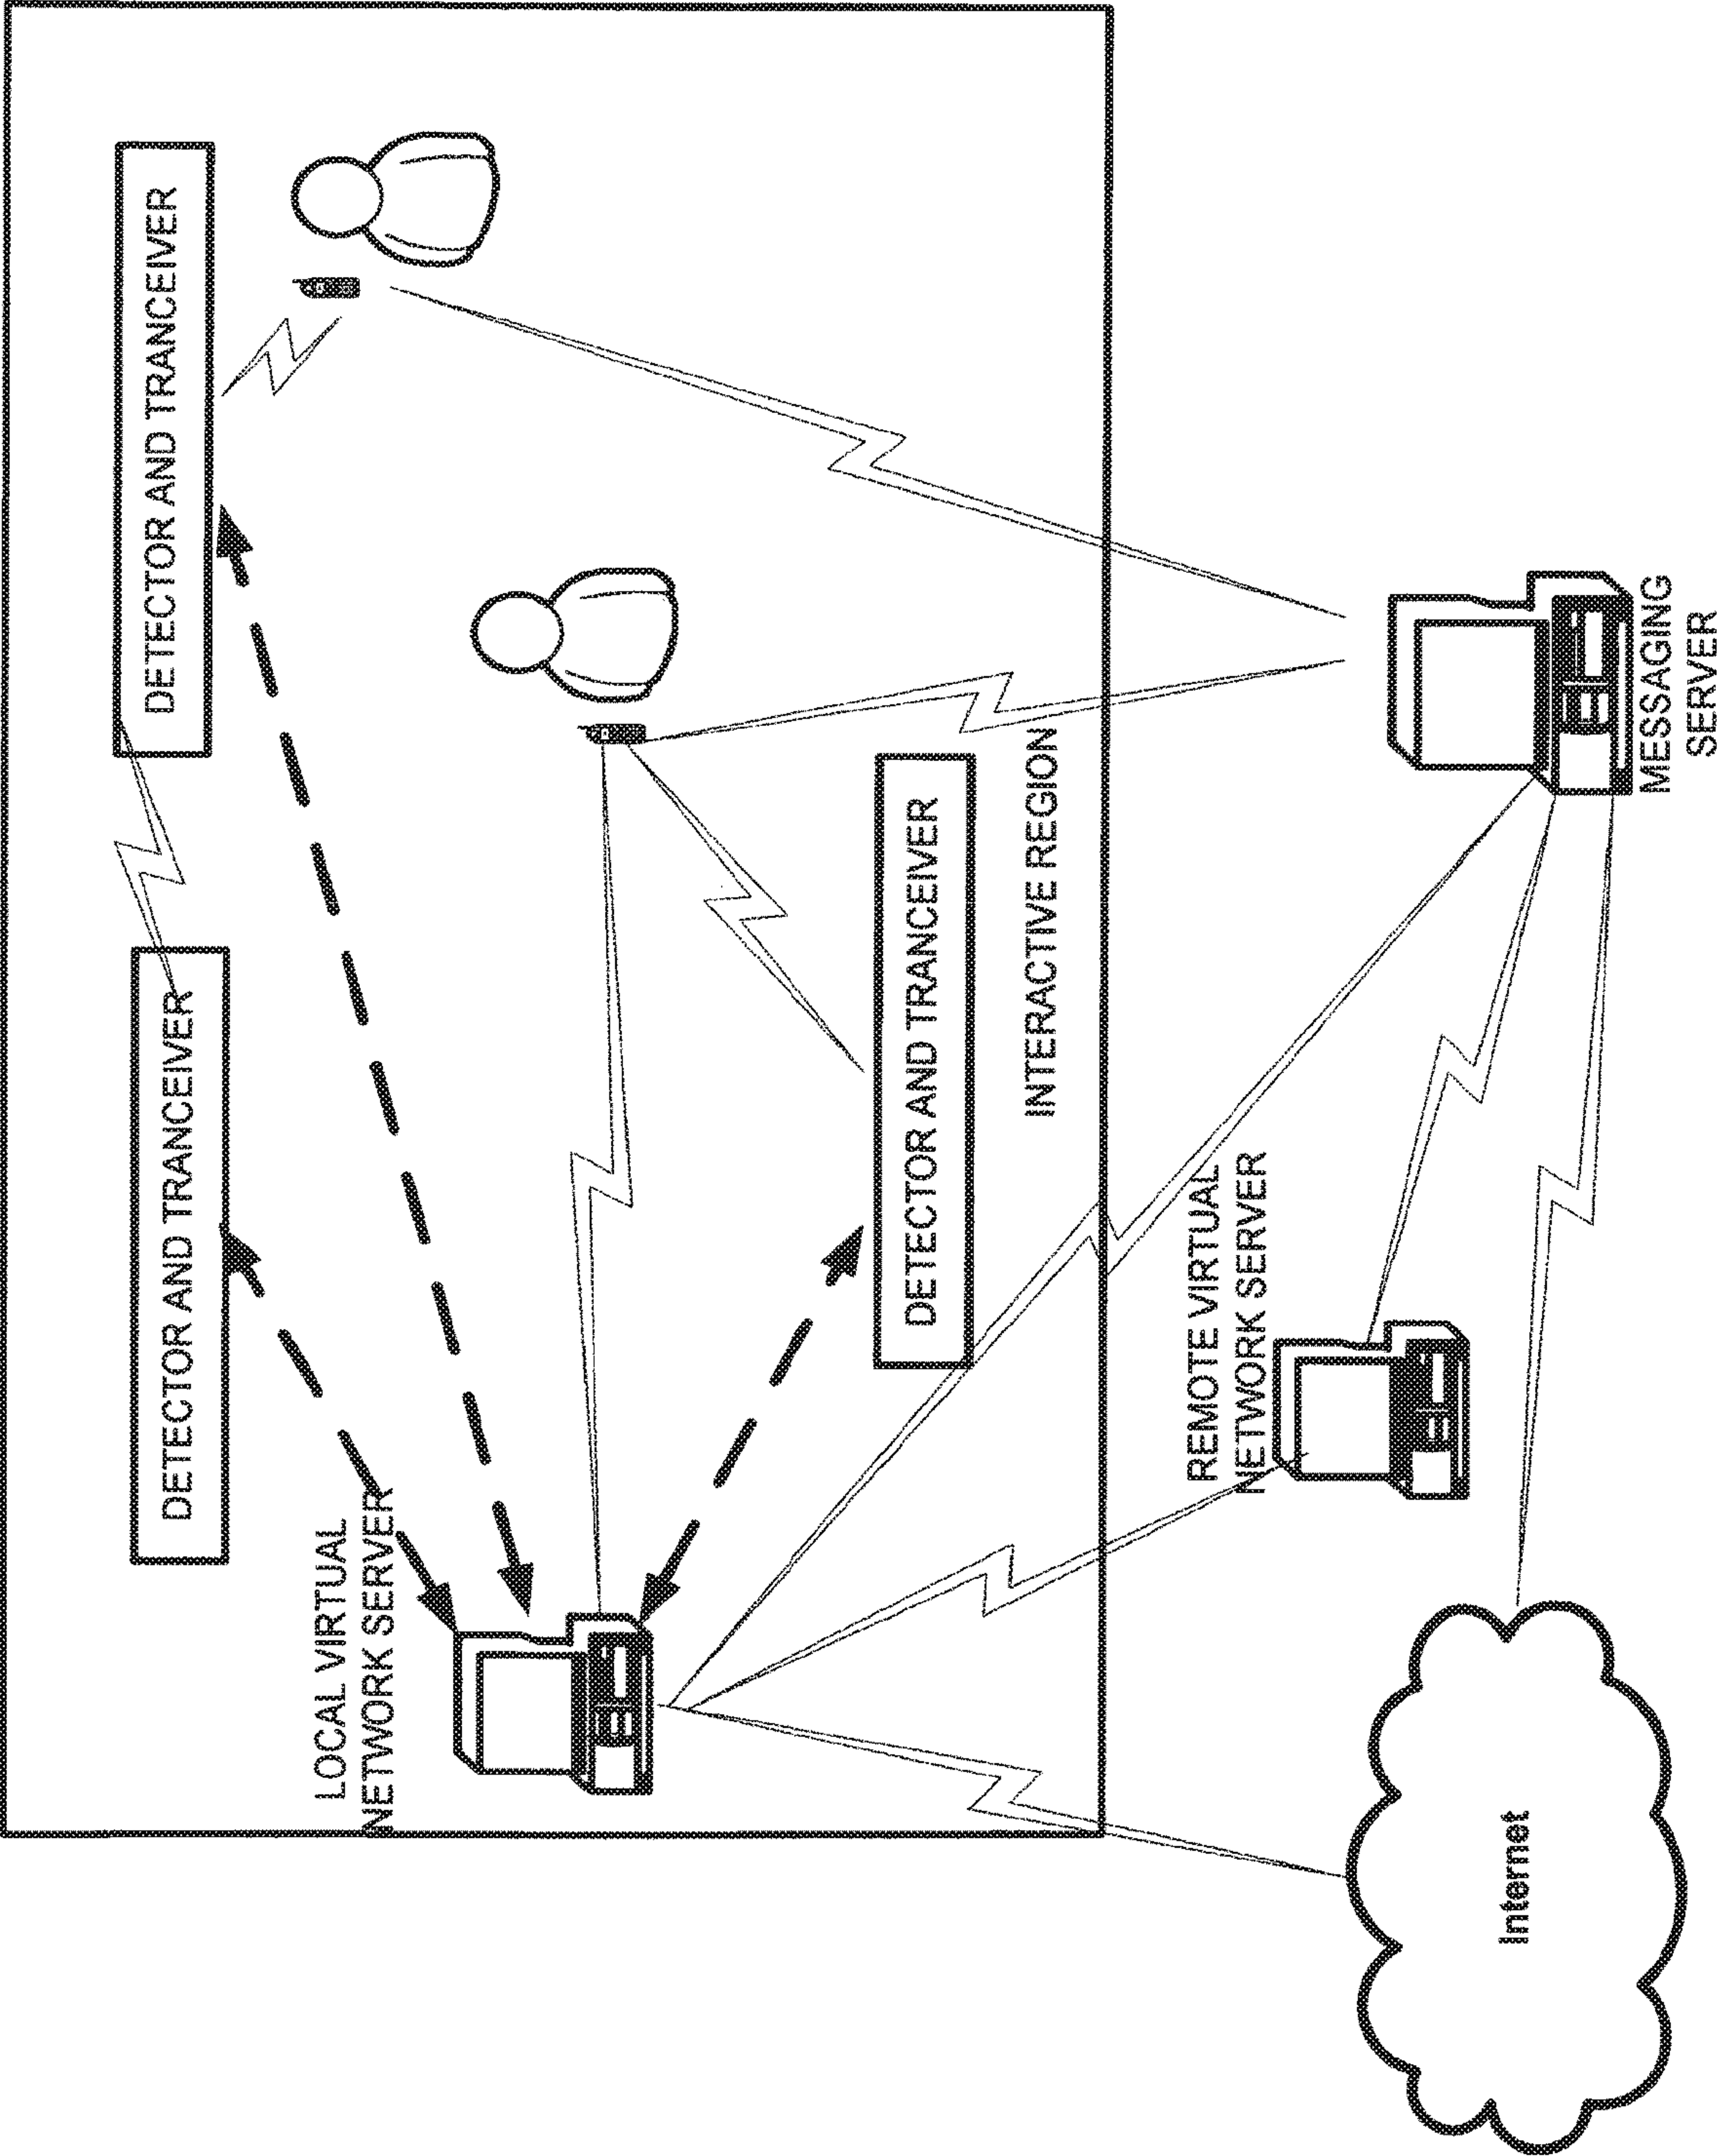 DETECTOR AND TRANCEIVER
DETECTOR AND TRANCEIVER
LOCAL VIRTUAL
NETWORK SERVER
DETECTOR AND TRANCEIVER
INTERACTIVE REGION
REMOTE VIRTUAL
NETWORK SERVER
MESSAGING
SERVER
Internet